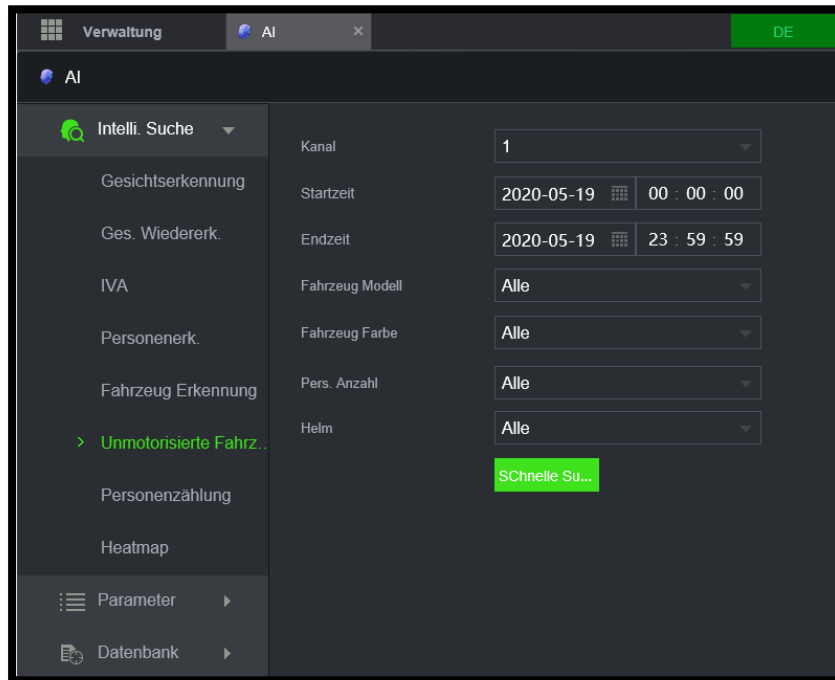 Verwaltung AI × DE
AI
Intelli. Suche
Gesichtserkennung
Ges. Wiedererk.
IVA
Personenerk.
Fahrzeug Erkennung
Unmotorisierte Fahrz..
Personenzählung
Heatmap
Parameter
Datenbank
Kanal 1
Startzeit 2020-05-19 00 : 00 : 00
Endzeit 2020-05-19 23 : 59 : 59
Fahrzeug Modell Alle
Fahrzeug Farbe Alle
Pers. Anzahl Alle
Helm Alle
SChnelle Su...